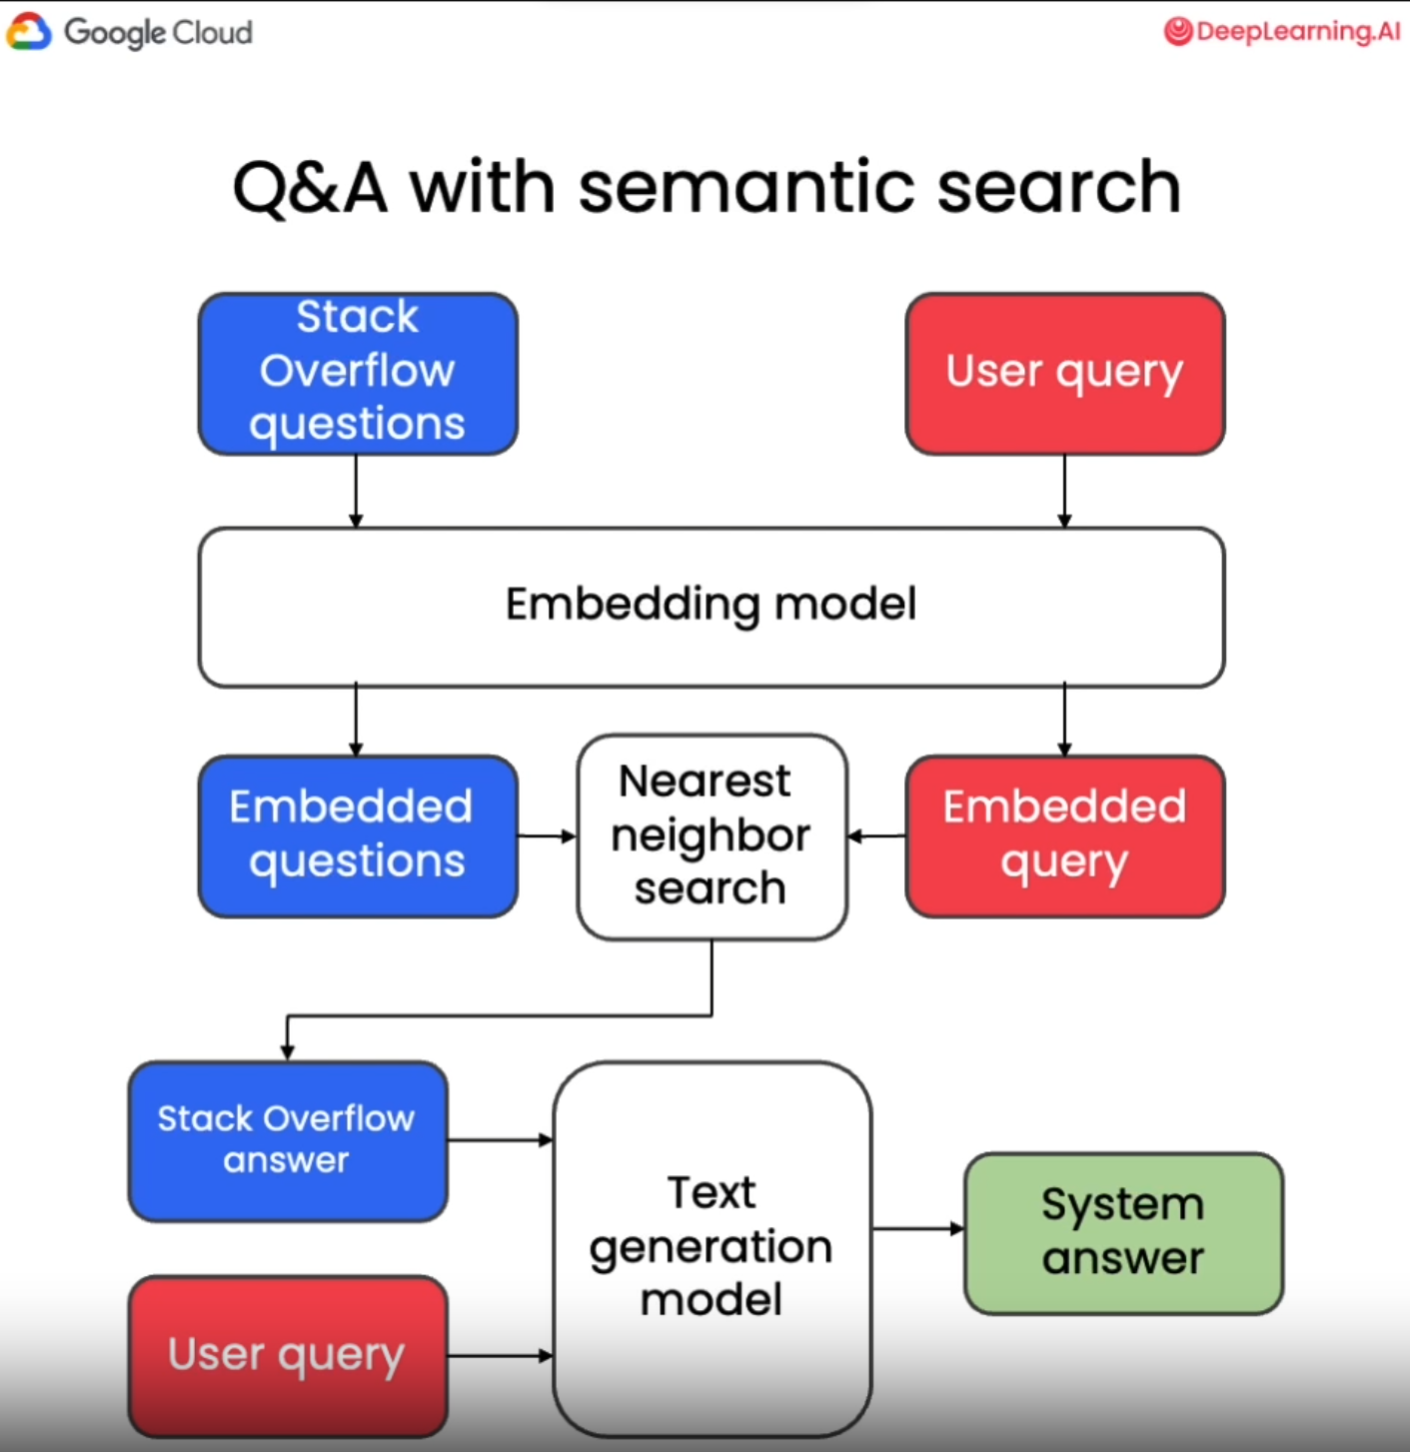 Google Cloud
DeepLearning.AI
Q&A with semantic search
Stack
Overflow
questions
User query
Embedding model
Embedded
questions
Nearest
neighbor
search
Embedded
query
Stack Overflow
answer
Text
generation
model
System
answer
User query